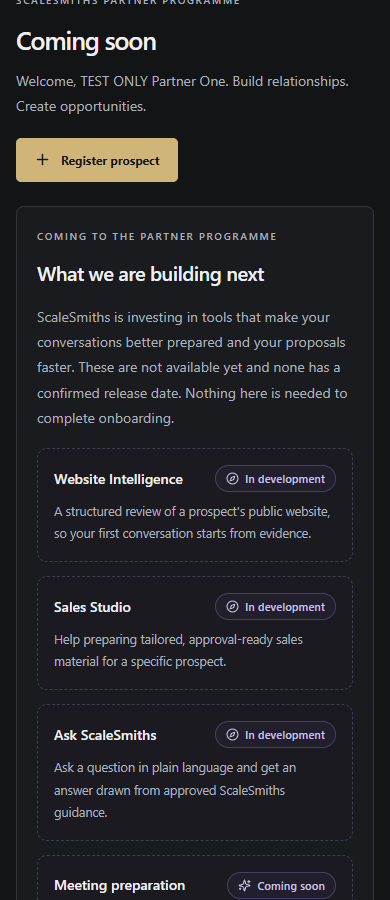 SCALESMITHS PARTNER PROGRAMME
Coming soon
Welcome, TEST ONLY Partner One. Build relationships.
Create opportunities.
Register prospect
COMING TO THE PARTNER PROGRAMME
What we are building next
ScaleSmiths is investing in tools that make your
conversations better prepared and your proposals
faster. These are not available yet and none has a
confirmed release date. Nothing here is needed to
complete onboarding.
Website Intelligence
In development
A structured review of a prospect's public website,
so your first conversation starts from evidence.
Sales Studio
In development
Help preparing tailored, approval-ready sales
material for a specific prospect.
Ask ScaleSmiths
In development
Ask a question in plain language and get an
answer drawn from approved ScaleSmiths
guidance.
Meeting preparation
Coming soon